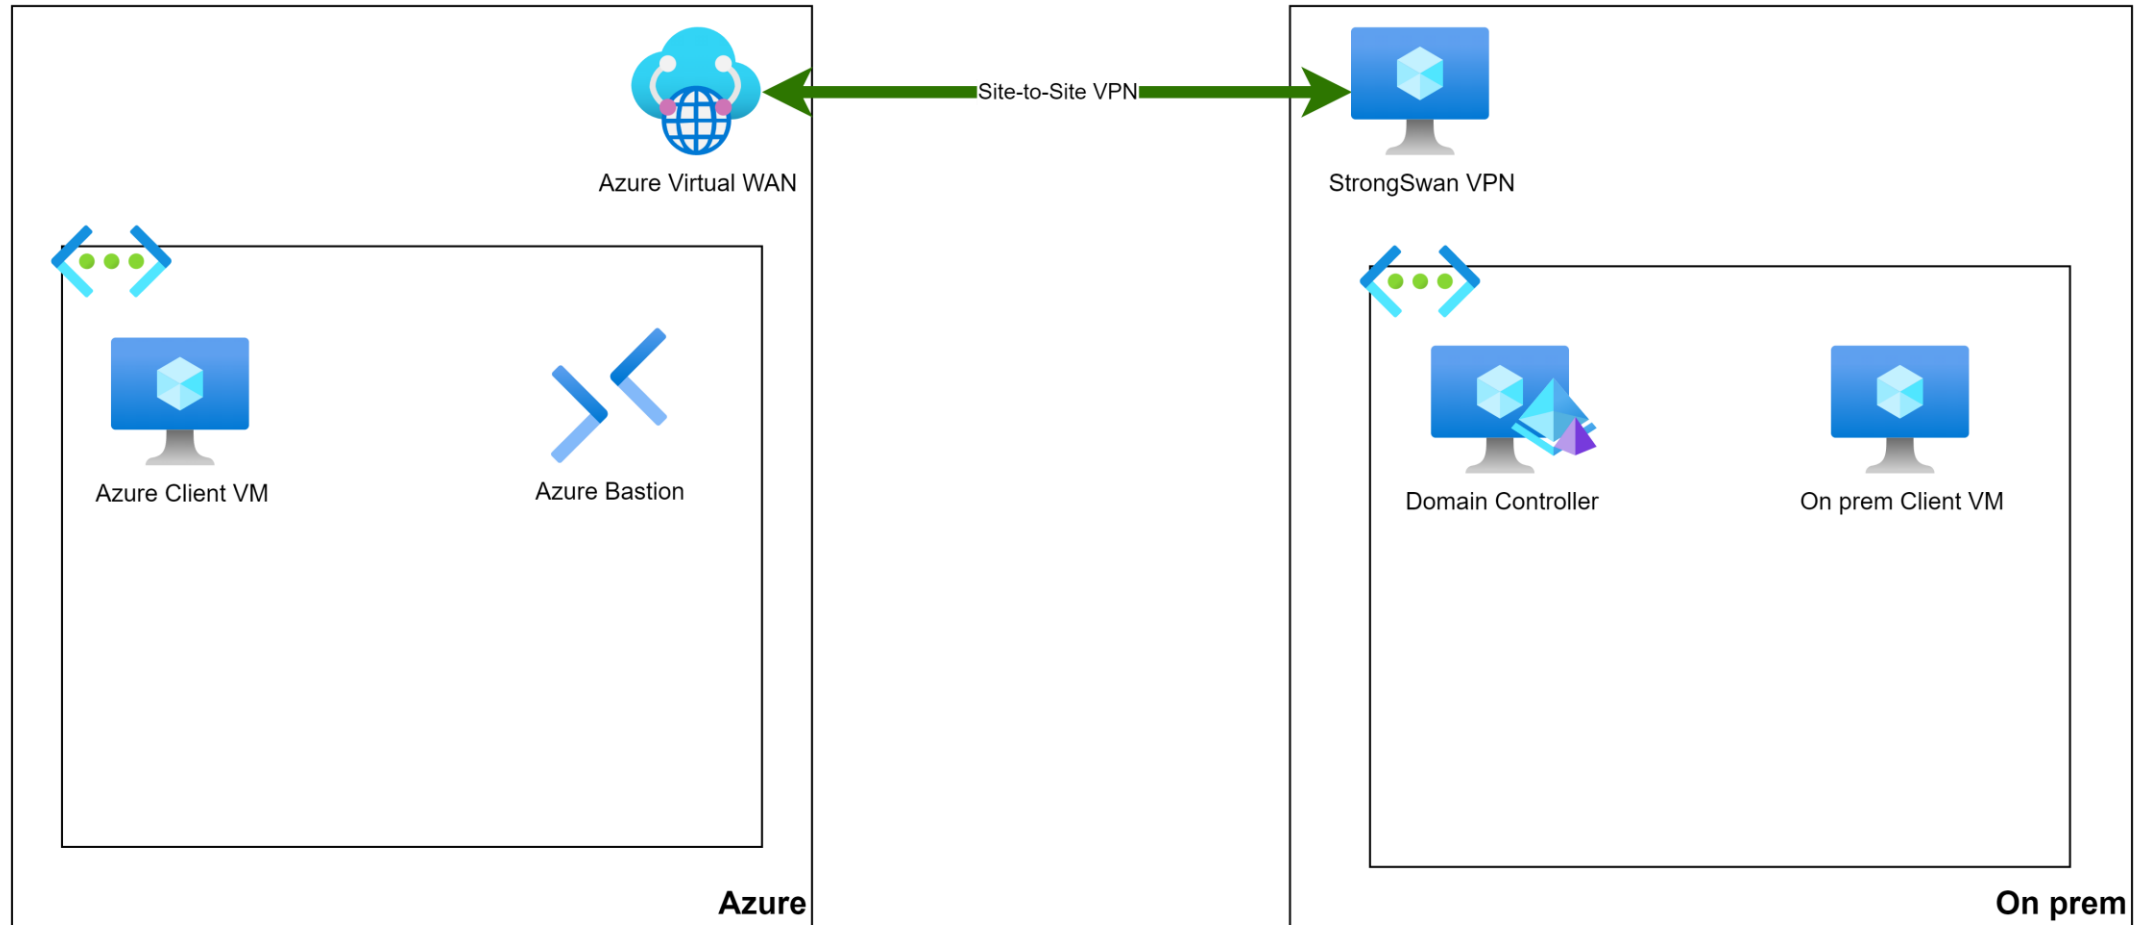 Site-to-Site VPN
Azure Virtual WAN
StrongSwan VPN
Azure Client VM
Azure Bastion
Domain Controller
On prem Client VM
Azure
On prem